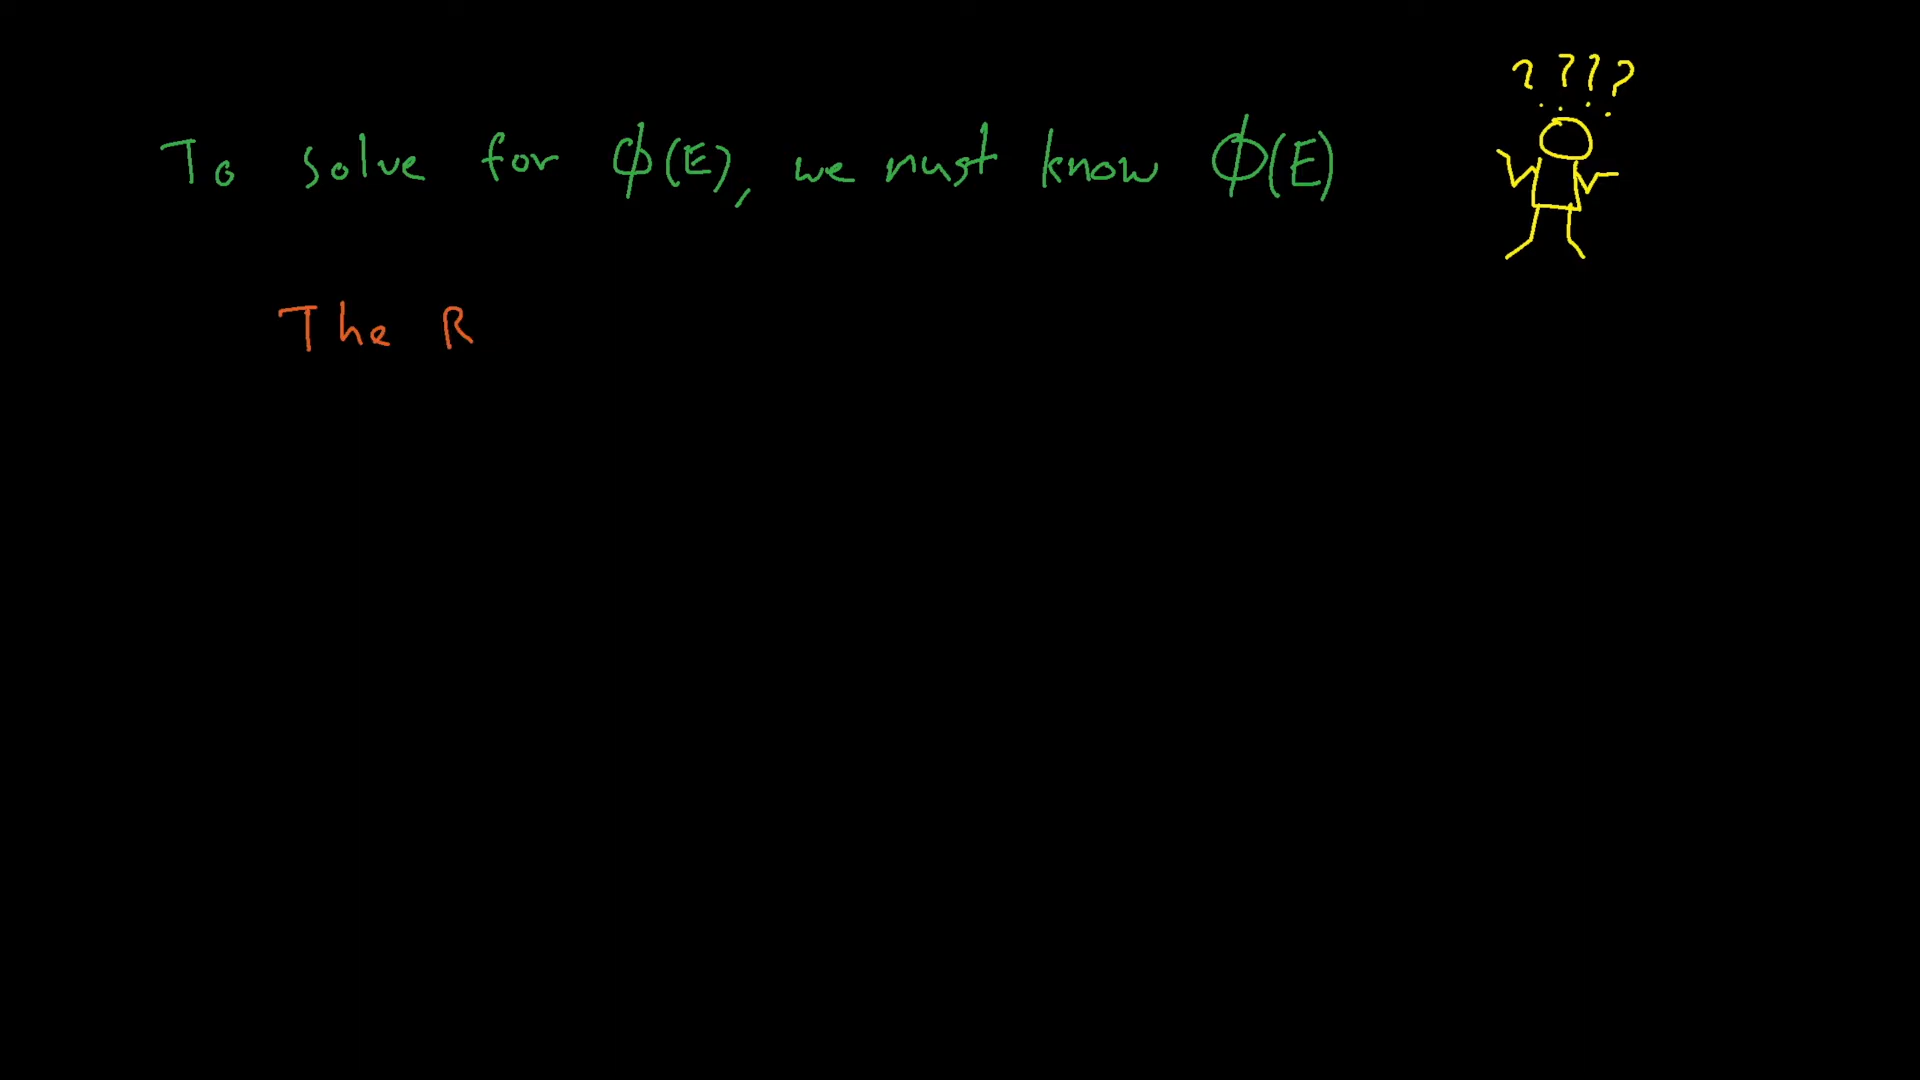 ? ? ? ?
To solve for ϕ(E), we must know ϕ(E)
The R